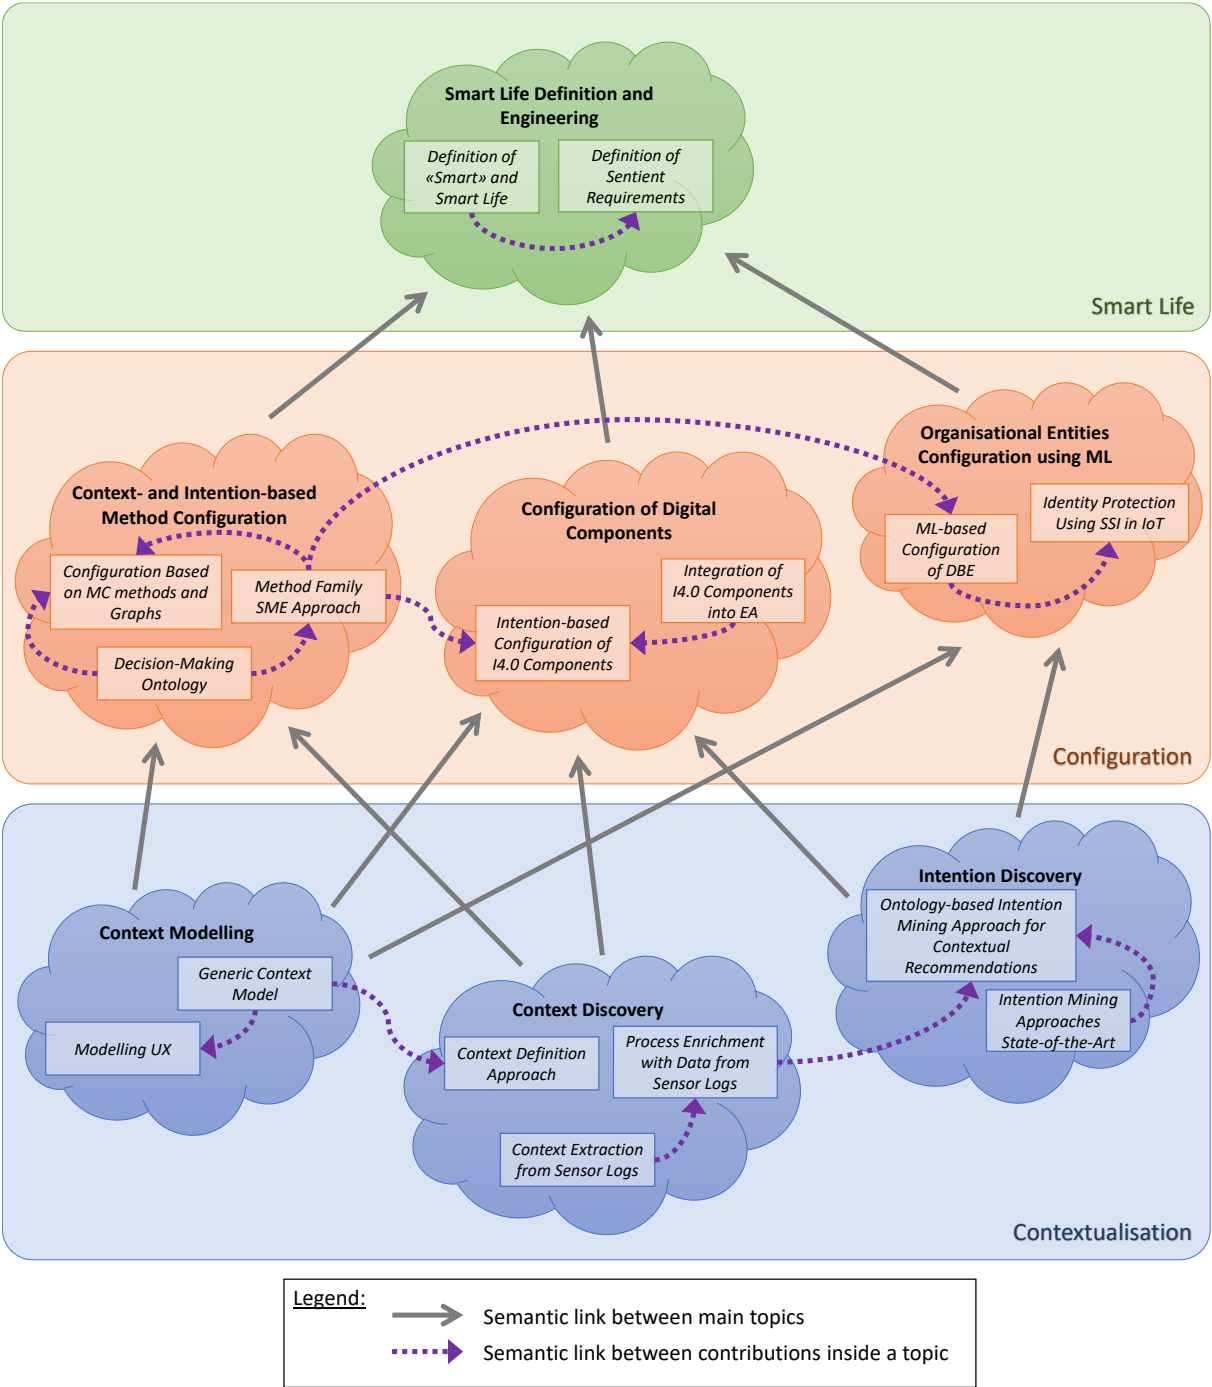 Smart Life Definition and
Engineering
Definition of
«Smart» and
Smart Life
Definition of
Sentient
Requirements
Smart Life
Context- and Intention-based
Method Configuration
Configuration Based
on MC methods and
Graphs
Method Family
SME Approach
Decision-Making
Ontology
Configuration of Digital
Components
Integration of
I4.0 Components
into EA
Intention-based
Configuration of
I4.0 Components
Organisational Entities
Configuration using ML
Identity Protection
Using SSI in IoT
ML-based
Configuration
of DBE
Configuration
Context Modelling
Generic Context
Model
Modelling UX
Context Discovery
Context Definition
Approach
Process Enrichment
with Data from
Sensor Logs
Context Extraction
from Sensor Logs
Intention Discovery
Ontology-based Intention
Mining Approach for
Contextual
Recommendations
Intention Mining
Approaches
State-of-the-Art
Contextualisation
Legend:
Semantic link between main topics
Semantic link between contributions inside a topic